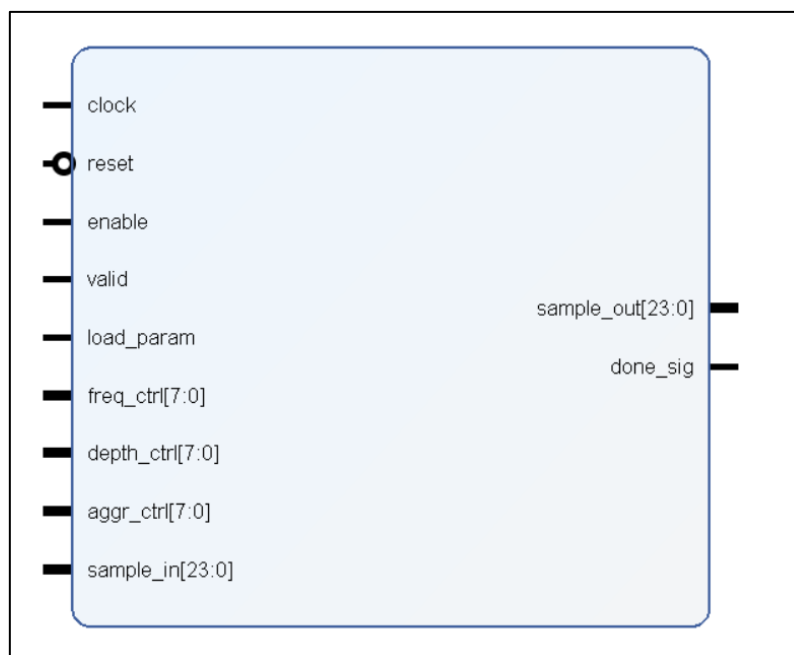 clock
reset
enable
valid
load_param
freq_ctrl[7:0]
depth_ctrl[7:0]
aggr_ctrl[7:0]
sample_in[23:0]
sample_out[23:0]
done_sig